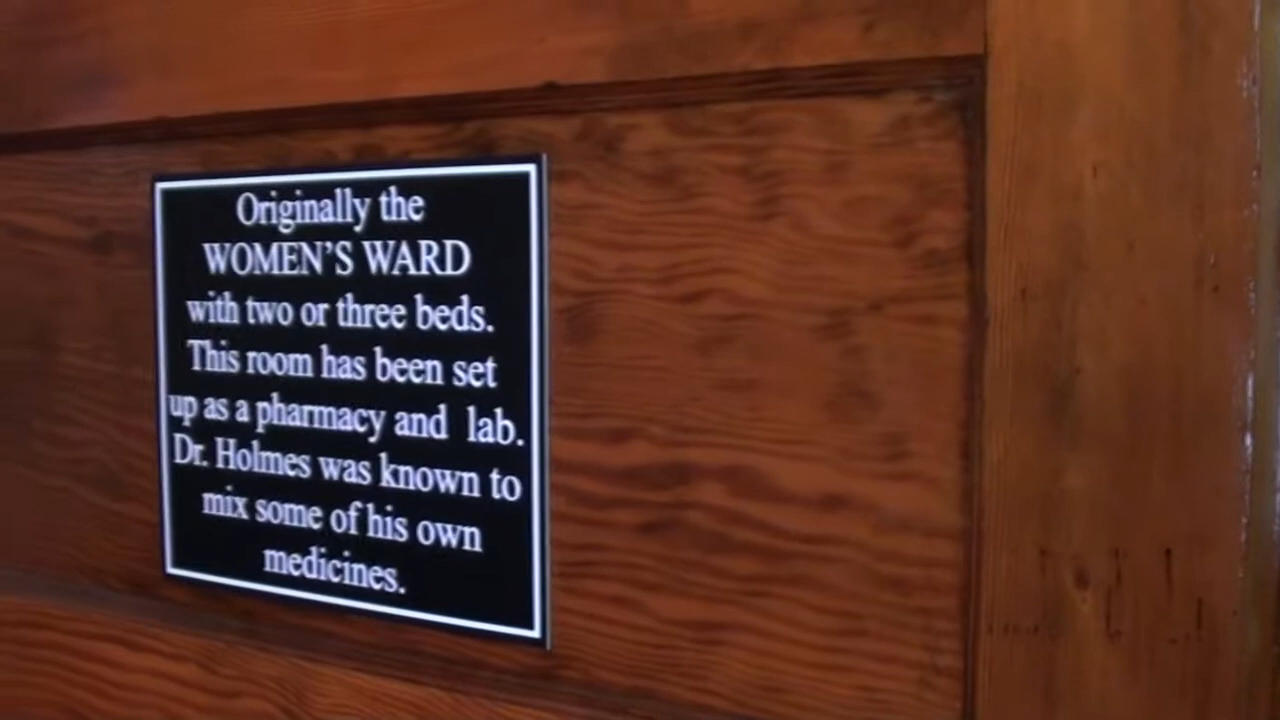 Originally the
WOMEN'S WARD
with two or three beds.
This room has been set
up as a pharmacy and lab.
Dr. Holmes was known to
mix some of his own
medicines.